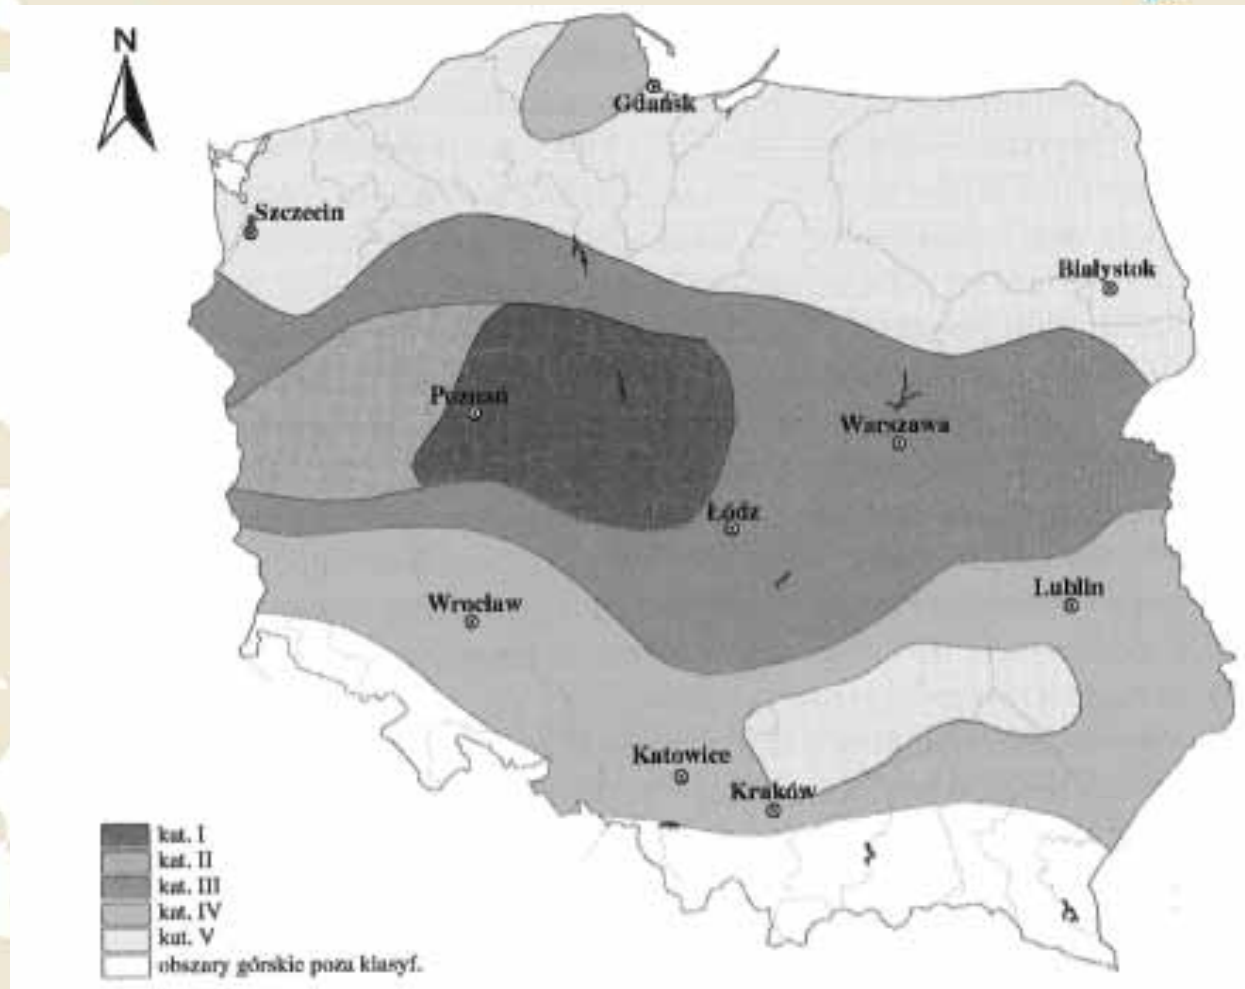 N
Gdańsk
Szczecin
Białystok
Poznań
Warszawa
Łódz
Lublin
Wrocław
Katowice
Kraków
kat. I
kat. II
kat. III
kat. IV
kat. V
obszary górskie poza klasyf.